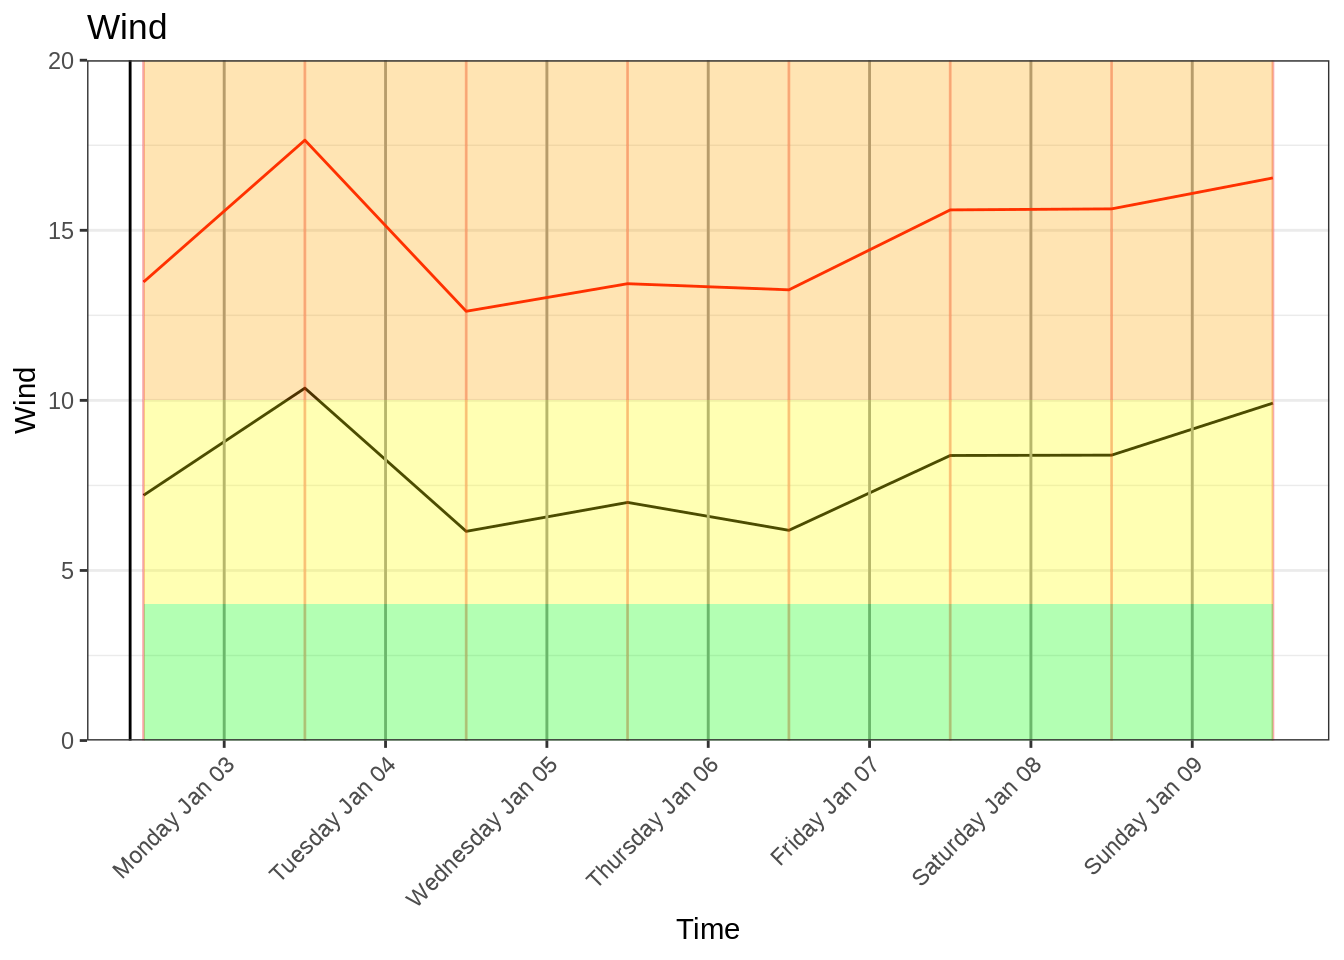 Wind
20
15
10
5
0
Wind
Monday Jan 03
Tuesday Jan 04
Wednesday Jan 05
Thursday Jan 06
Friday Jan 07
Saturday Jan 08
Sunday Jan 09
Time